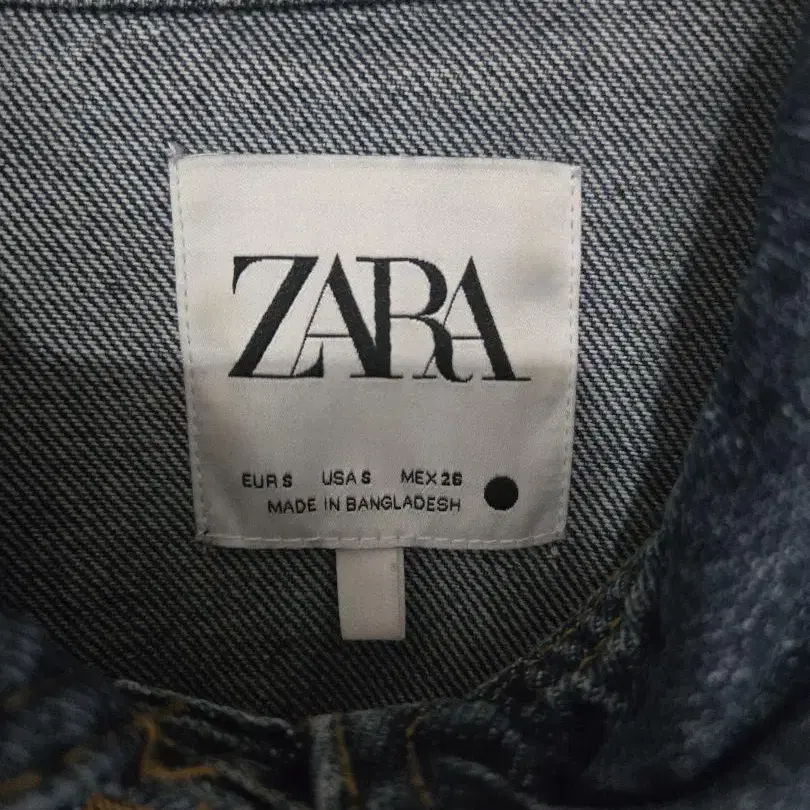 ZARA
EUR S USA S MEX 26
MADE IN BANGLADESH